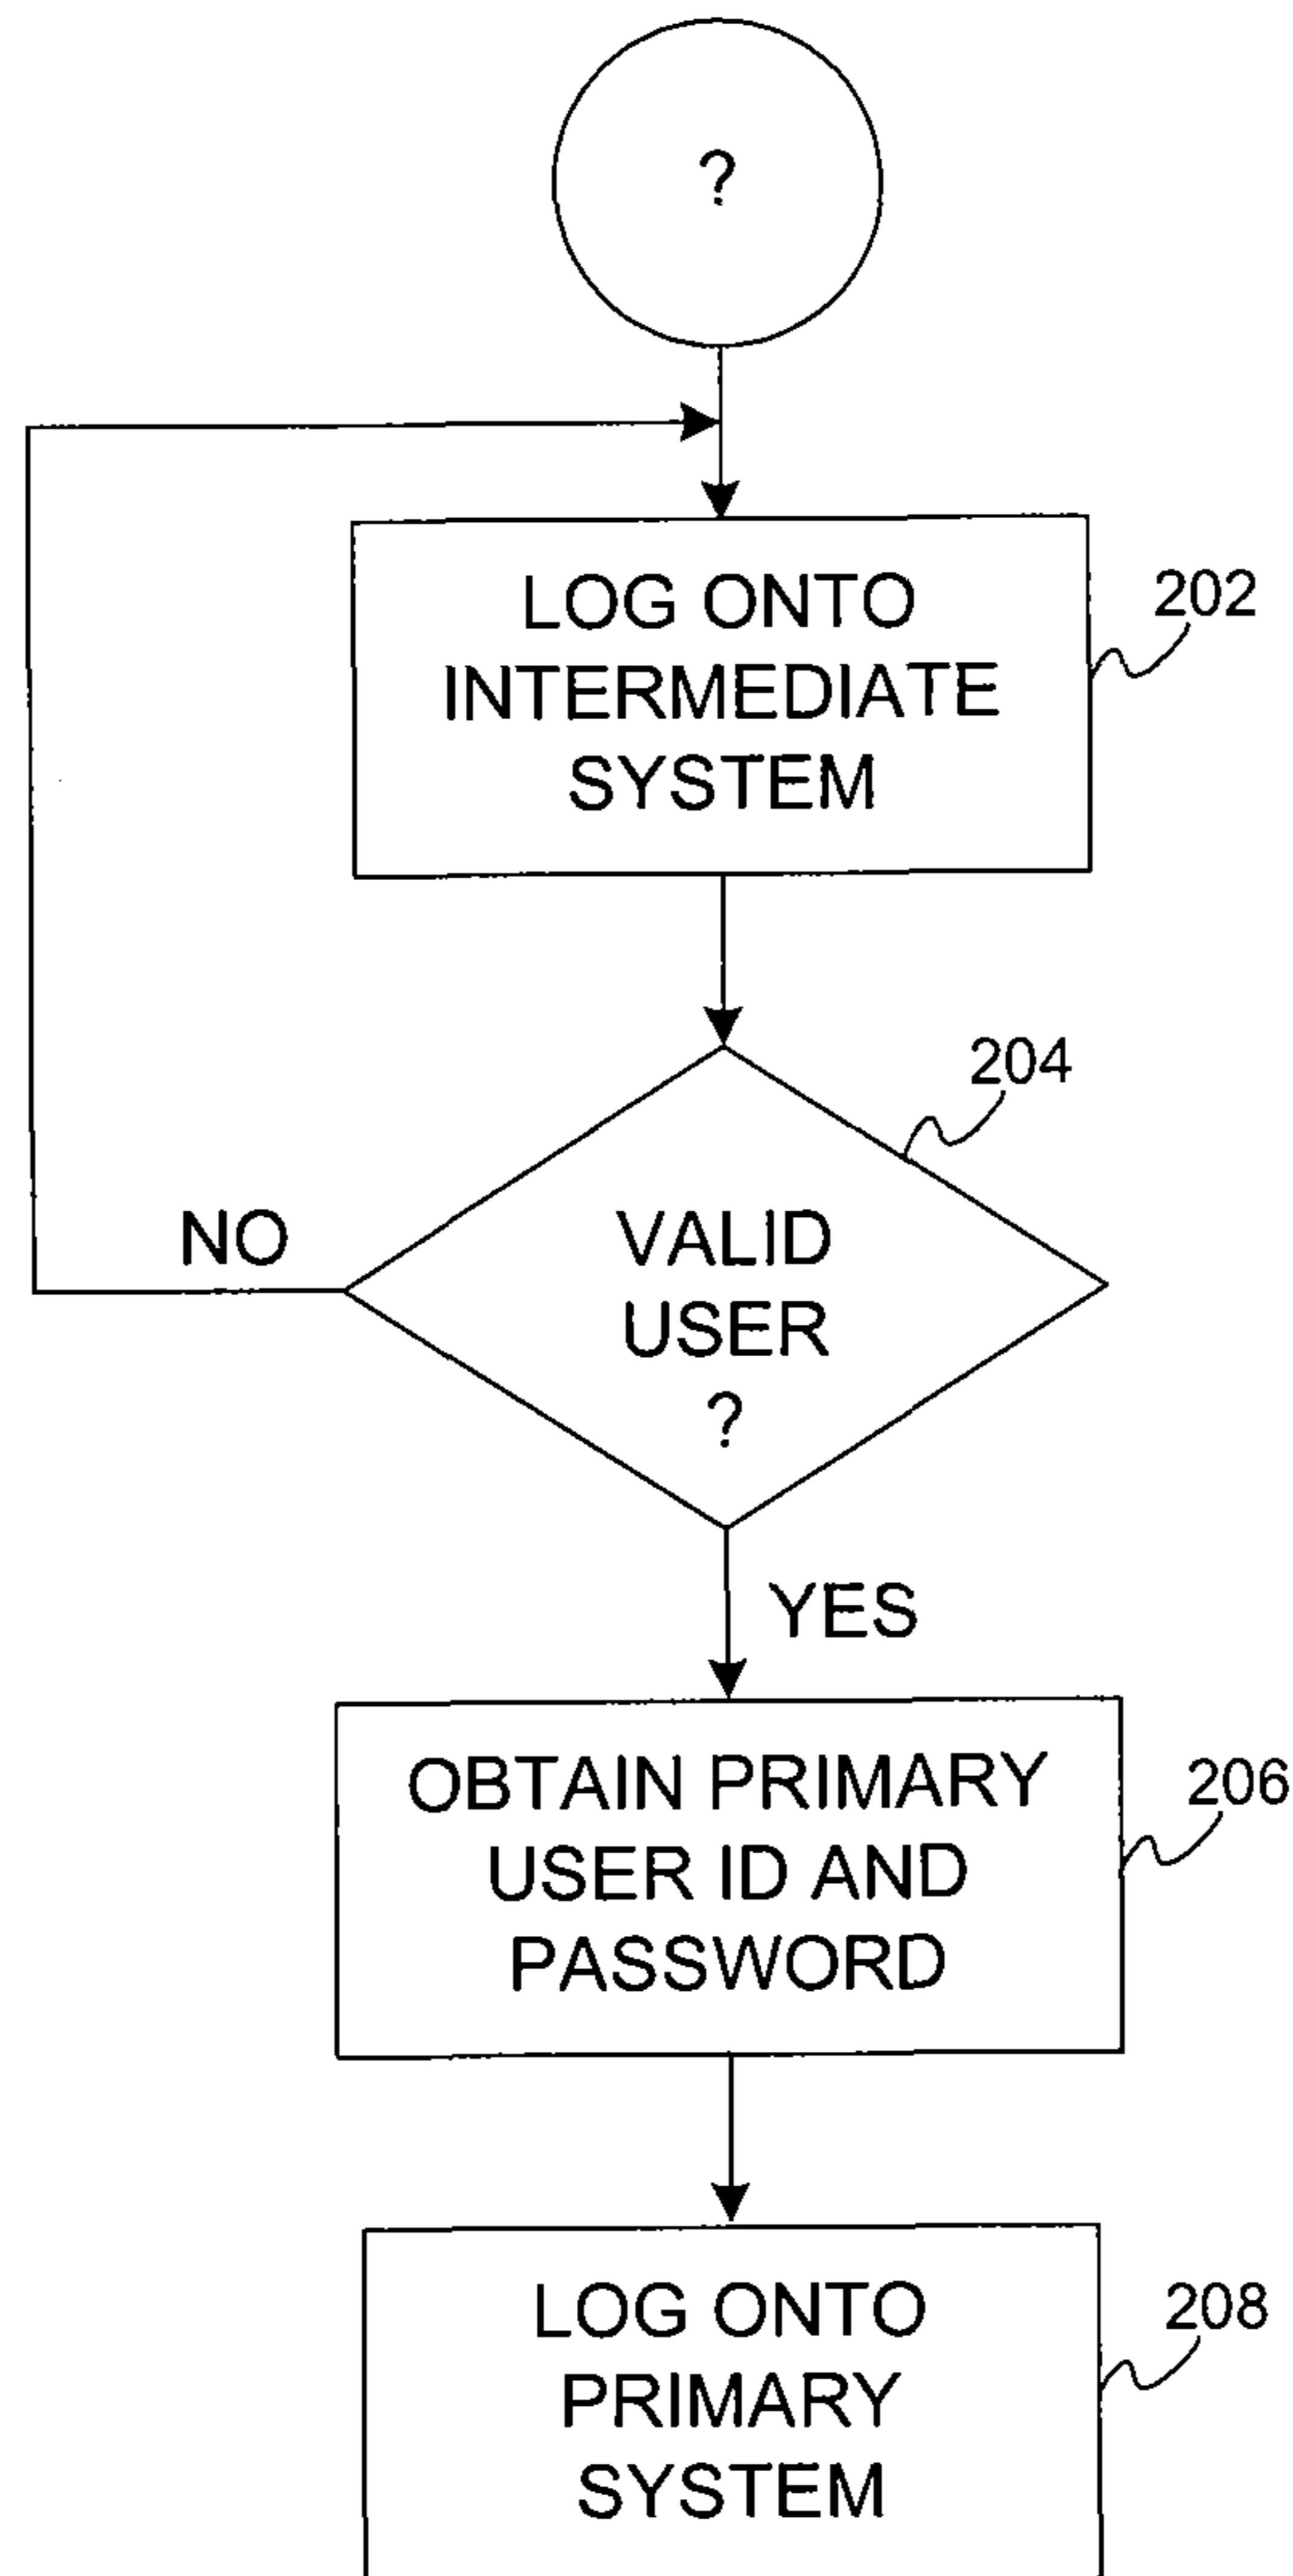 ?
LOG ONTO
INTERMEDIATE
SYSTEM
202
204
NO
VALID
USER
?
YES
OBTAIN PRIMARY
USER ID AND
PASSWORD
206
LOG ONTO
PRIMARY
SYSTEM
208